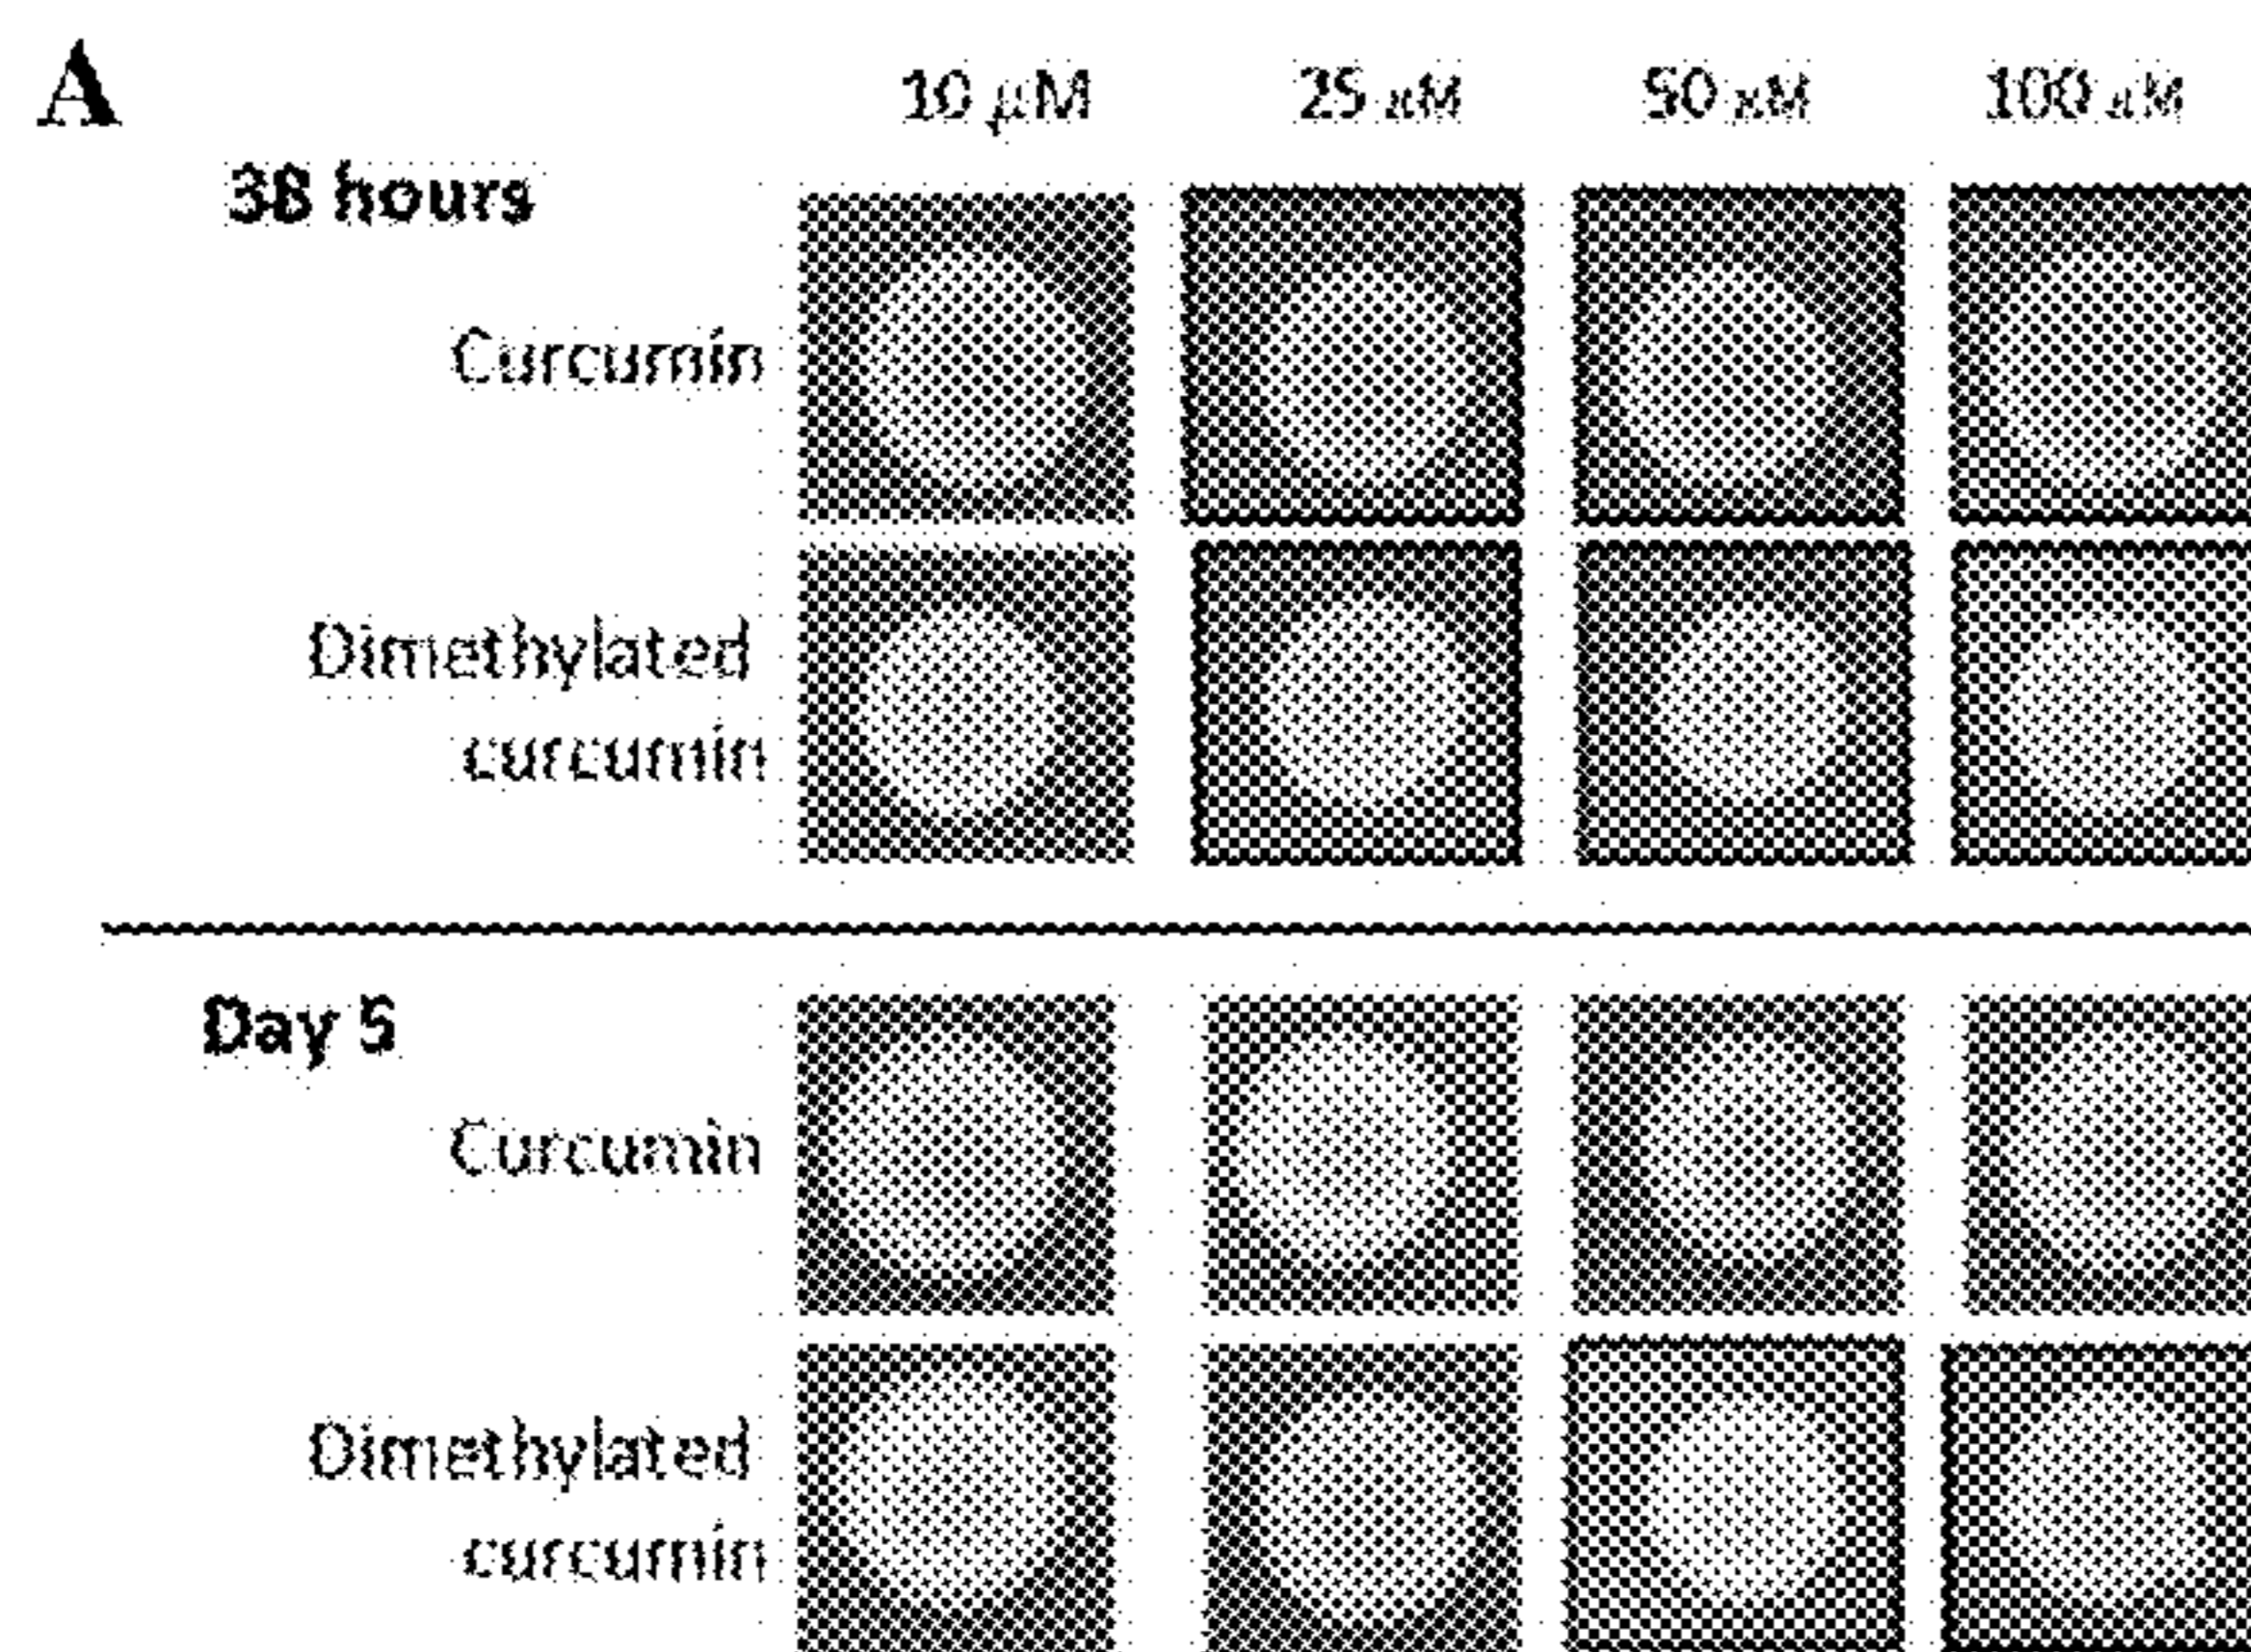 A
10 μM 25 μM 50 μM 100 μM
38 hours
Curcumin
Dimethylated
curcumin
Day 5
Curcumin
Dimethylated
curcumin